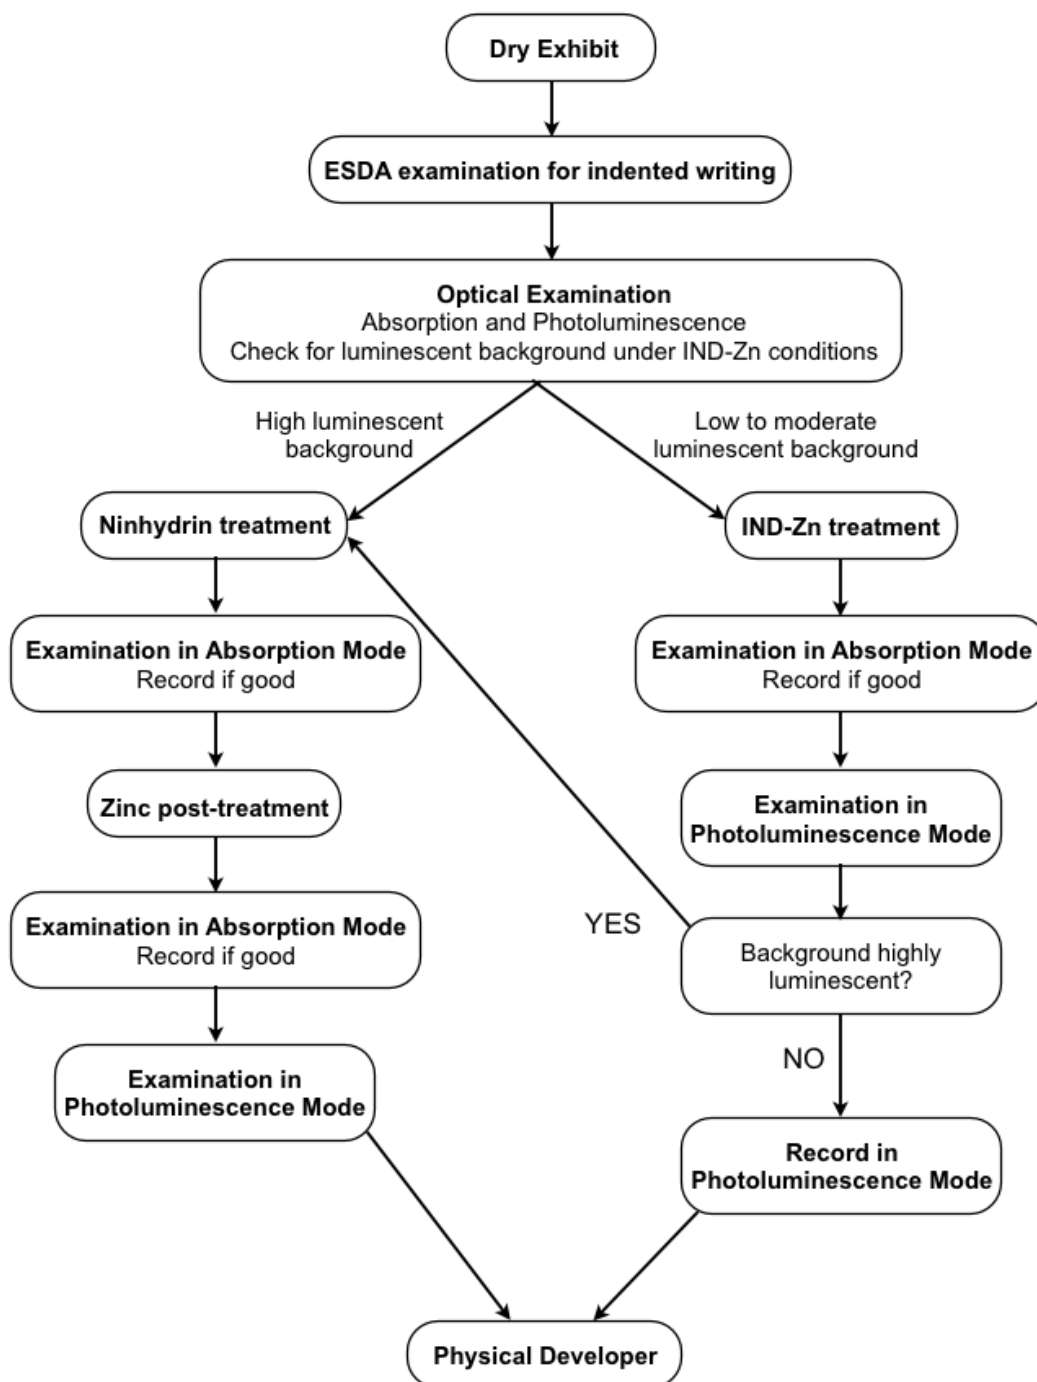 Dry Exhibit
ESDA examination for indented writing
Optical Examination
Absorption and Photoluminescence
Check for luminescent background under IND-Zn conditions
High luminescent
background
Low to moderate
luminescent background
Ninhydrin treatment
IND-Zn treatment
Examination in Absorption Mode
Record if good
Examination in Absorption Mode
Record if good
Zinc post-treatment
Examination in
Photoluminescence Mode
Examination in Absorption Mode
Record if good
YES
Background highly
luminescent?
NO
Examination in
Photoluminescence Mode
Record in
Photoluminescence Mode
Physical Developer